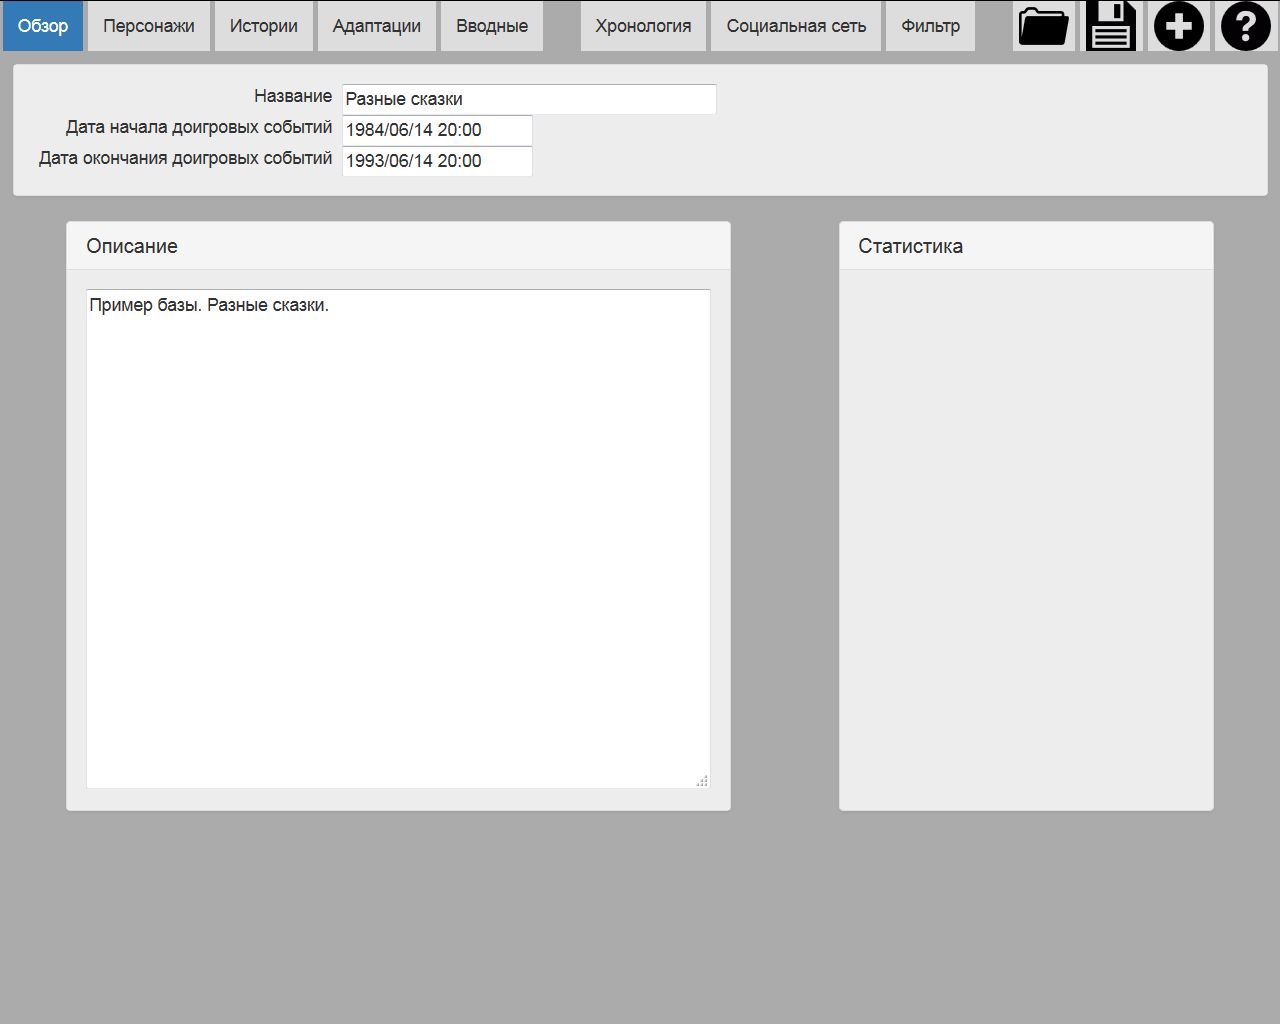 Обзор Персонажи Истории Адаптации Вводные Хронология Социальная сеть Фильтр
Название Разные сказки
Дата начала доигровых событий 1984/06/14 20:00
Дата окончания доигровых событий 1993/06/14 20:00
Описание
Пример базы. Разные сказки.
Статистика